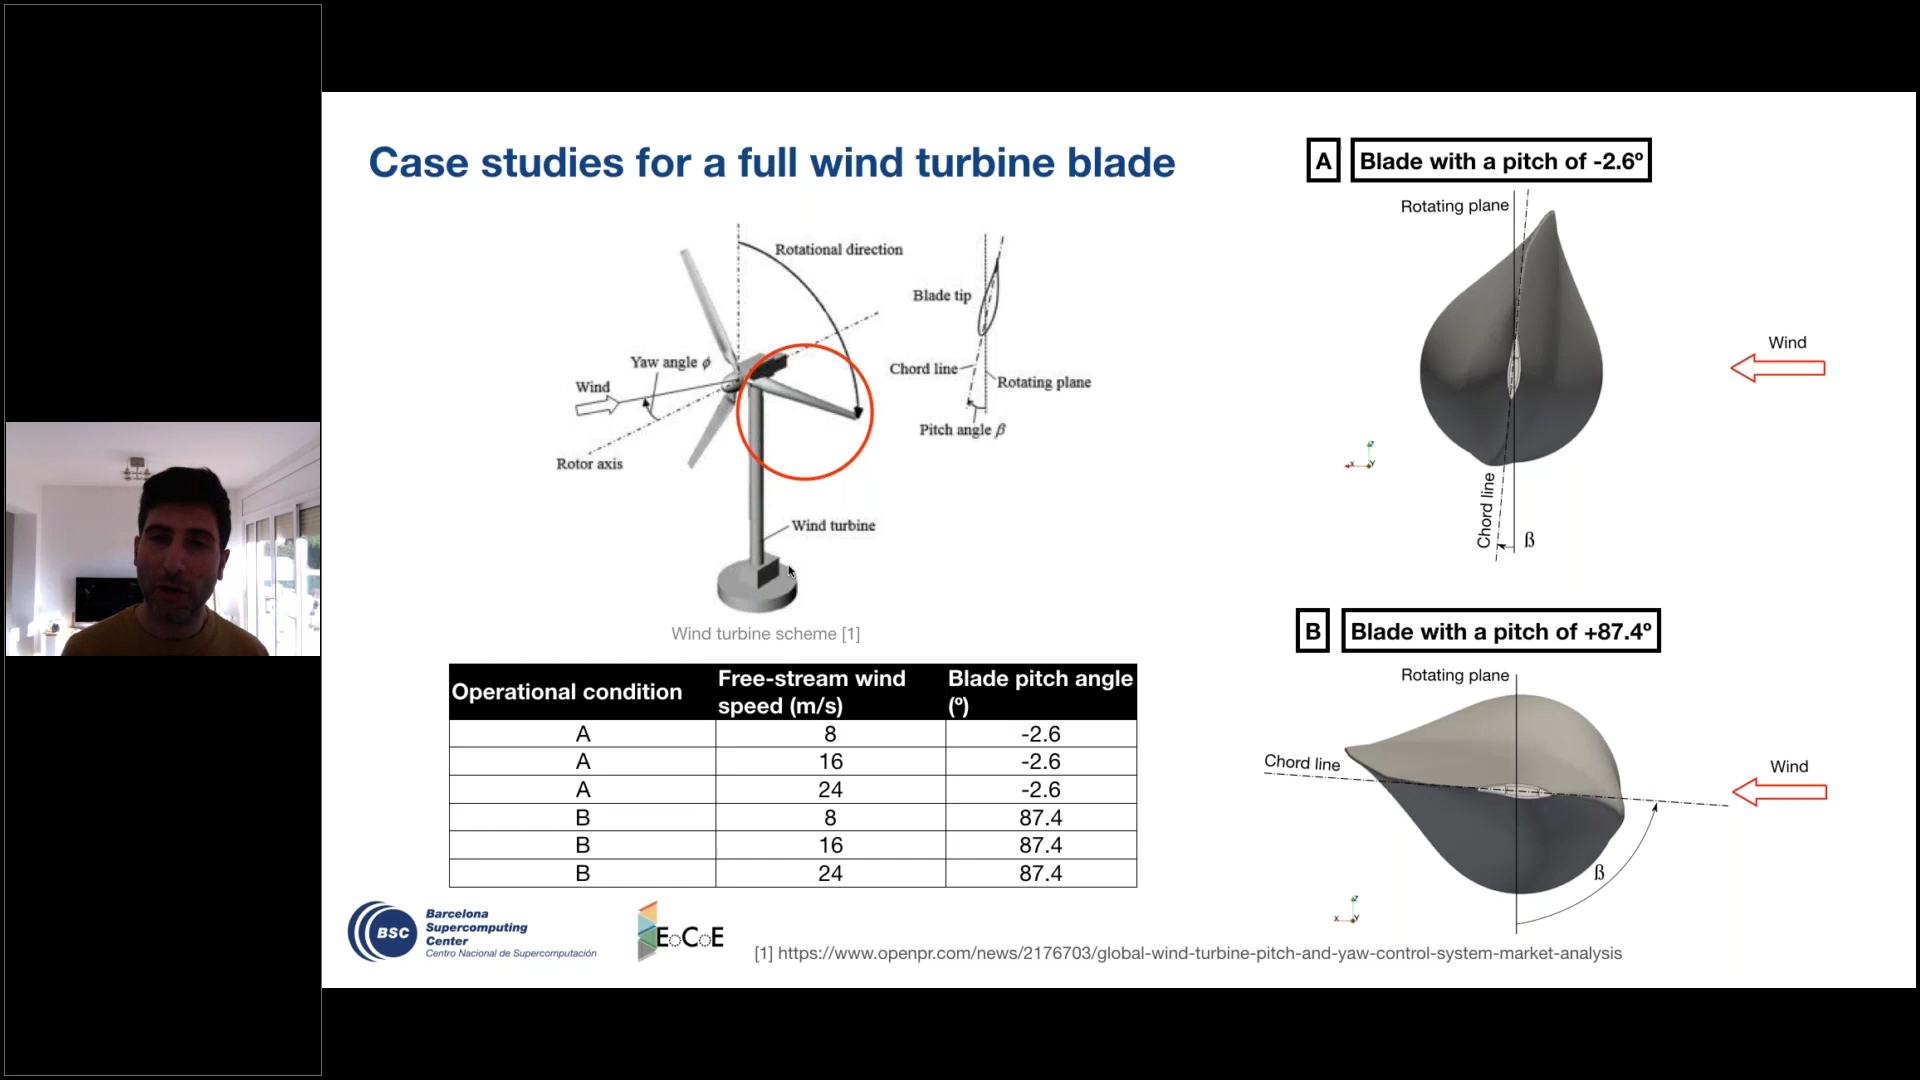 Case studies for a full wind turbine blade
Rotational direction
Blade tip
Yaw angle ϕ
Wind
Chord line
Rotating plane
Pitch angle β
Rotor axis
Wind turbine
Wind turbine scheme [1]
Operational condition Free-stream wind speed (m/s) Blade pitch angle (º)
A 8 -2.6
A 16 -2.6
A 24 -2.6
B 8 87.4
B 16 87.4
B 24 87.4
A Blade with a pitch of -2.6º
Rotating plane
Wind
Chord line
ß
z
x
Y
B Blade with a pitch of +87.4º
Rotating plane
Chord line
Wind
ß
z
x
Y
BSC
Barcelona
Supercomputing
Center
Centro Nacional de Supercomputación
EoCoE
[1] https://www.openpr.com/news/2176703/global-wind-turbine-pitch-and-yaw-control-system-market-analysis